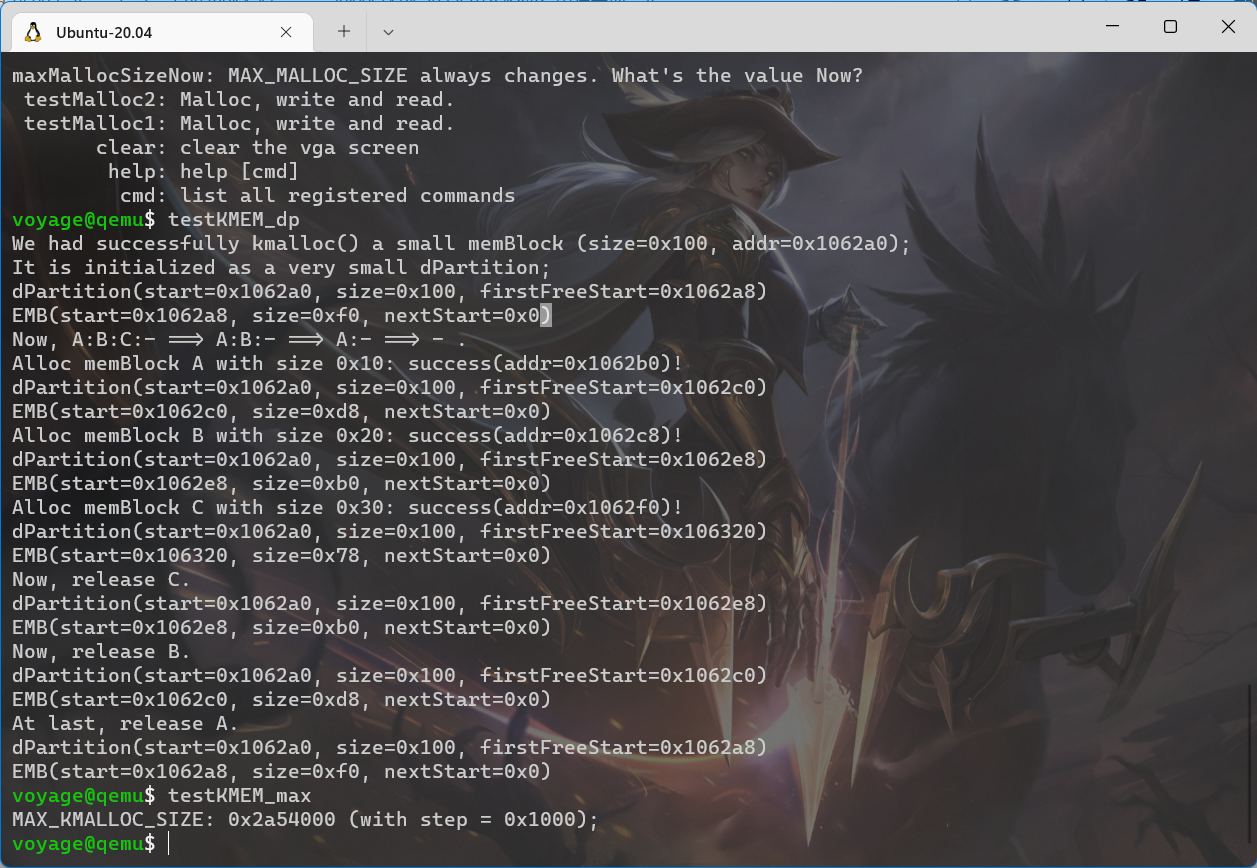 Ubuntu-20.04
maxMallocSizeNow: MAX_MALLOC_SIZE always changes. What's the value Now?
testMalloc2: Malloc, write and read.
testMalloc1: Malloc, write and read.
clear: clear the vga screen
help: help [cmd]
cmd: list all registered commands
voyage@qemu$ testKMEM_dp
We had successfully kmalloc() a small memBlock (size=0x100, addr=0x1062a0);
It is initialized as a very small dPartition;
dPartition(start=0x1062a0, size=0x100, firstFreeStart=0x1062a8)
EMB(start=0x1062a8, size=0xf0, nextStart=0x0)
Now, A:B:C:- ==> A:B:- ==> A:- ==> - .
Alloc memBlock A with size 0x10: success(addr=0x1062b0)!
dPartition(start=0x1062a0, size=0x100, firstFreeStart=0x1062c0)
EMB(start=0x1062c0, size=0xd8, nextStart=0x0)
Alloc memBlock B with size 0x20: success(addr=0x1062c8)!
dPartition(start=0x1062a0, size=0x100, firstFreeStart=0x1062e8)
EMB(start=0x1062e8, size=0xb0, nextStart=0x0)
Alloc memBlock C with size 0x30: success(addr=0x1062f0)!
dPartition(start=0x1062a0, size=0x100, firstFreeStart=0x106320)
EMB(start=0x106320, size=0x78, nextStart=0x0)
Now, release C.
dPartition(start=0x1062a0, size=0x100, firstFreeStart=0x1062e8)
EMB(start=0x1062e8, size=0xb0, nextStart=0x0)
Now, release B.
dPartition(start=0x1062a0, size=0x100, firstFreeStart=0x1062c0)
EMB(start=0x1062c0, size=0xd8, nextStart=0x0)
At last, release A.
dPartition(start=0x1062a0, size=0x100, firstFreeStart=0x1062a8)
EMB(start=0x1062a8, size=0xf0, nextStart=0x0)
voyage@qemu$ testKMEM_max
MAX_KMALLOC_SIZE: 0x2a54000 (with step = 0x1000);
voyage@qemu$